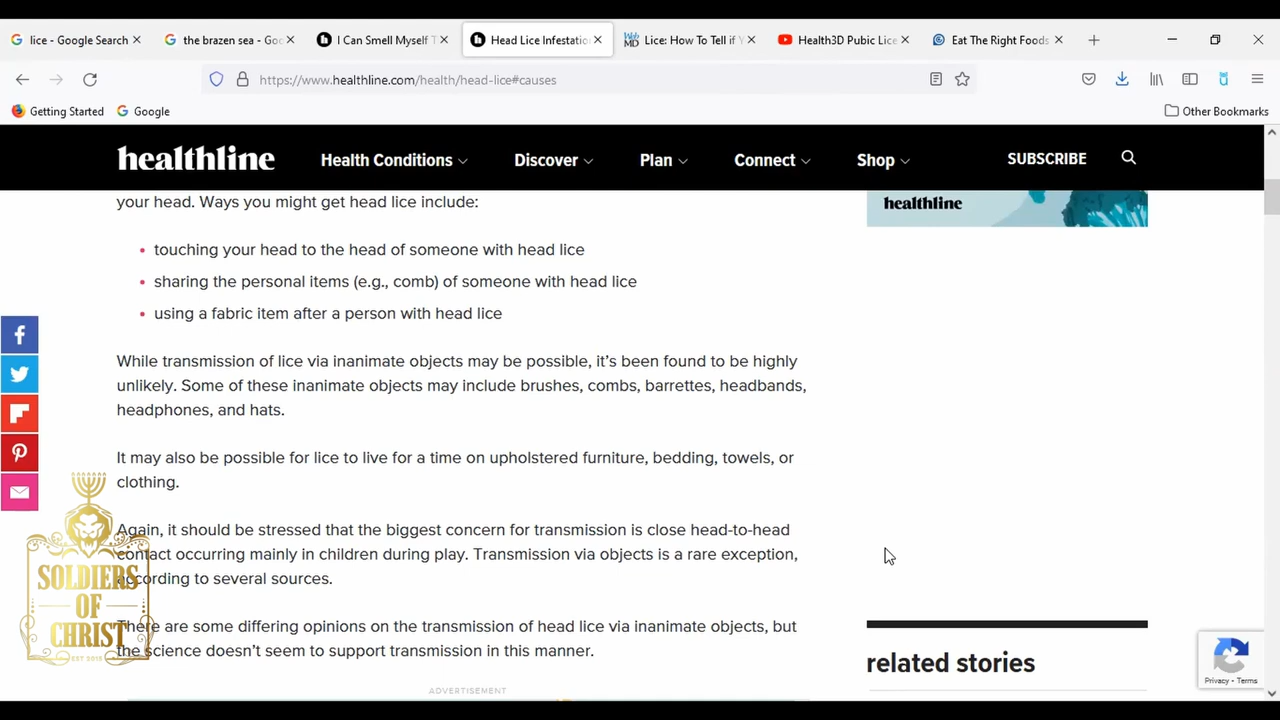 lice - Google Search
the brazen sea - Goo
I Can Smell Myself T
Head Lice Infestatio
WebMD
Lice: How To Tell if Y
Health3D Pubic Lice
Eat The Right Foods
https://www.healthline.com/health/head-lice#causes
Getting Started
Google
Other Bookmarks
healthline
Health Conditions
Discover
Plan
Connect
Shop
SUBSCRIBE
your head. Ways you might get head lice include:
healthline
• touching your head to the head of someone with head lice
• sharing the personal items (e.g., comb) of someone with head lice
• using a fabric item after a person with head lice
While transmission of lice via inanimate objects may be possible, it’s been found to be highly
unlikely. Some of these inanimate objects may include brushes, combs, barrettes, headbands,
headphones, and hats.
It may also be possible for lice to live for a time on upholstered furniture, bedding, towels, or
clothing.
Again, it should be stressed that the biggest concern for transmission is close head-to-head
contact occurring mainly in children during play. Transmission via objects is a rare exception,
according to several sources.
There are some differing opinions on the transmission of head lice via inanimate objects, but
the science doesn’t seem to support transmission in this manner.
SOLDIERS
OF
CHRIST
EST 2012
related stories
Privacy - Terms
ADVERTISEMENT